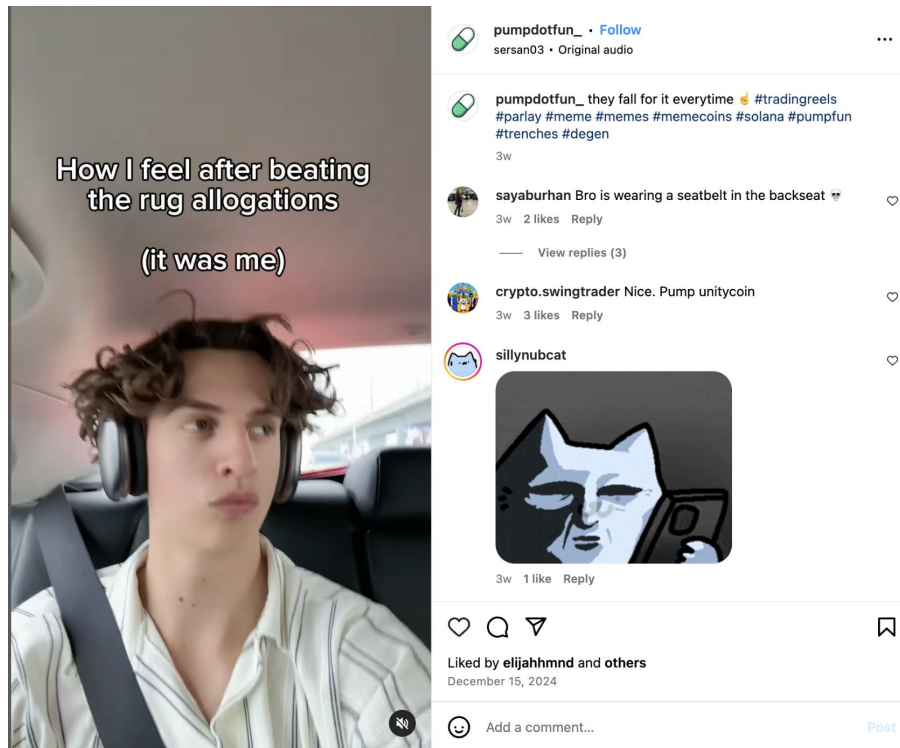 How I feel after beating
the rug allogations
(it was me)
pumpdotfun_ • Follow
sersan03 • Original audio
pumpdotfun_ they fall for it everytime ☝️ #tradingreels
#parlay #meme #memes #memecoins #solana #pumpfun
#trenches #degen
3w
sayaburhan Bro is wearing a seatbelt in the backseat 💀
3w 2 likes Reply
View replies (3)
crypto.swingtrader Nice. Pump unitycoin
3w 3 likes Reply
sillynubcat
3w 1 like Reply
Liked by elijahhmnd and others
December 15, 2024
Add a comment...
Post